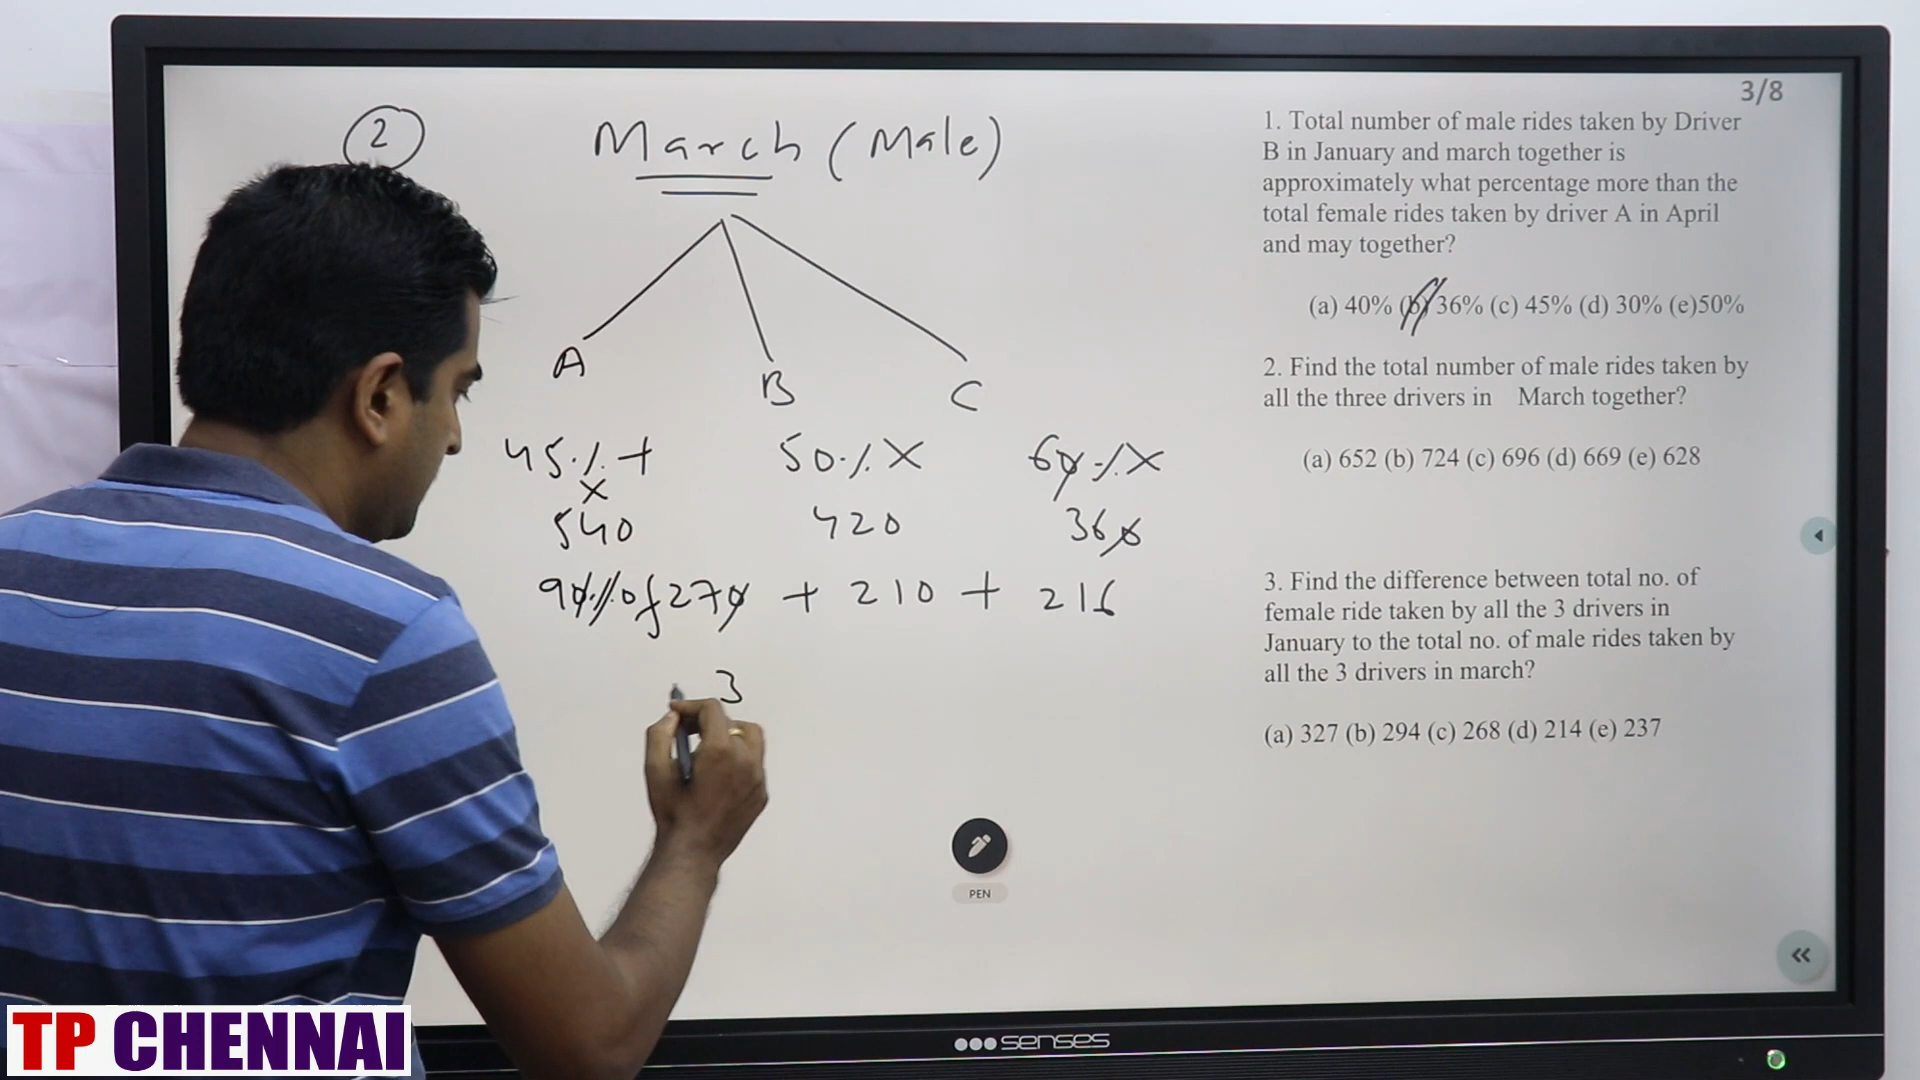 3/8
2
March (Male)
A
B
C
45% +
50% X
60% X
X
540
420
360
90% of 270 + 210 + 216
3
1. Total number of male rides taken by Driver
B in January and march together is
approximately what percentage more than the
total female rides taken by driver A in April
and may together?
(a) 40% (b) 36% (c) 45% (d) 30% (e)50%
2. Find the total number of male rides taken by
all the three drivers in March together?
(a) 652 (b) 724 (c) 696 (d) 669 (e) 628
3. Find the difference between total no. of
female ride taken by all the 3 drivers in
January to the total no. of male rides taken by
all the 3 drivers in march?
(a) 327 (b) 294 (c) 268 (d) 214 (e) 237
PEN
senses
TP CHENNAI